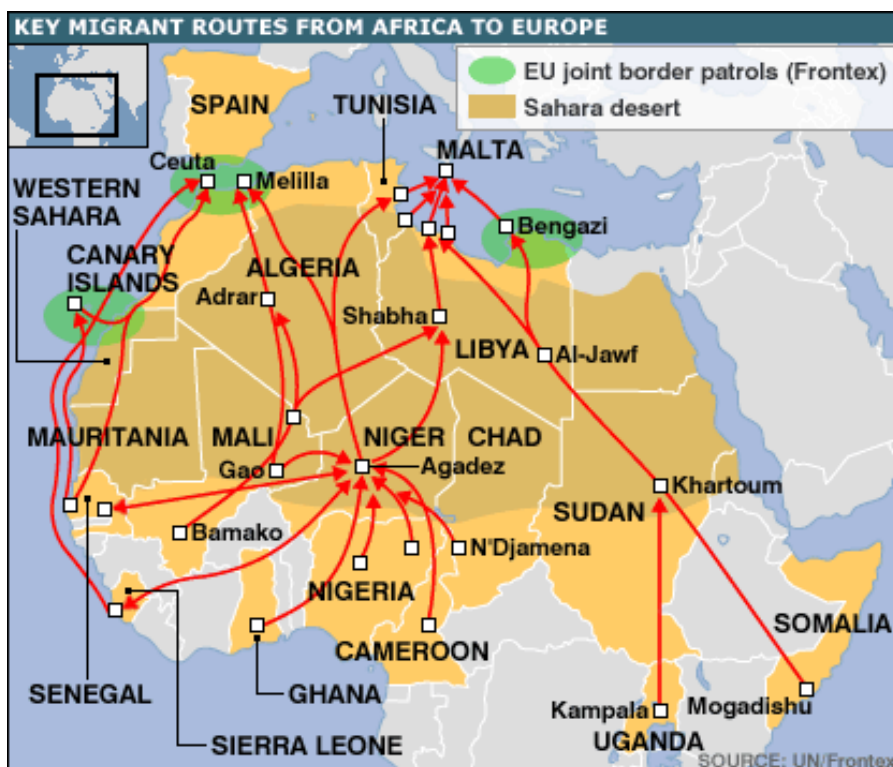 KEY MIGRANT ROUTES FROM AFRICA TO EUROPE
EU joint border patrols (Frontex)
Sahara desert
SPAIN
TUNISIA
MALTA
Ceuta
Melilla
WESTERN
SAHARA
Bengazi
CANARY
ISLANDS
ALGERIA
Adrar
Shabha
LIBYA
Al-Jawf
MAURITANIA
MALI
NIGER
CHAD
Gao
Agadez
Khartoum
SUDAN
Bamako
N'Djamena
NIGERIA
SOMALIA
CAMEROON
SENEGAL
GHANA
Kampala
Mogadishu
UGANDA
SIERRA LEONE
SOURCE: UN/Frontex